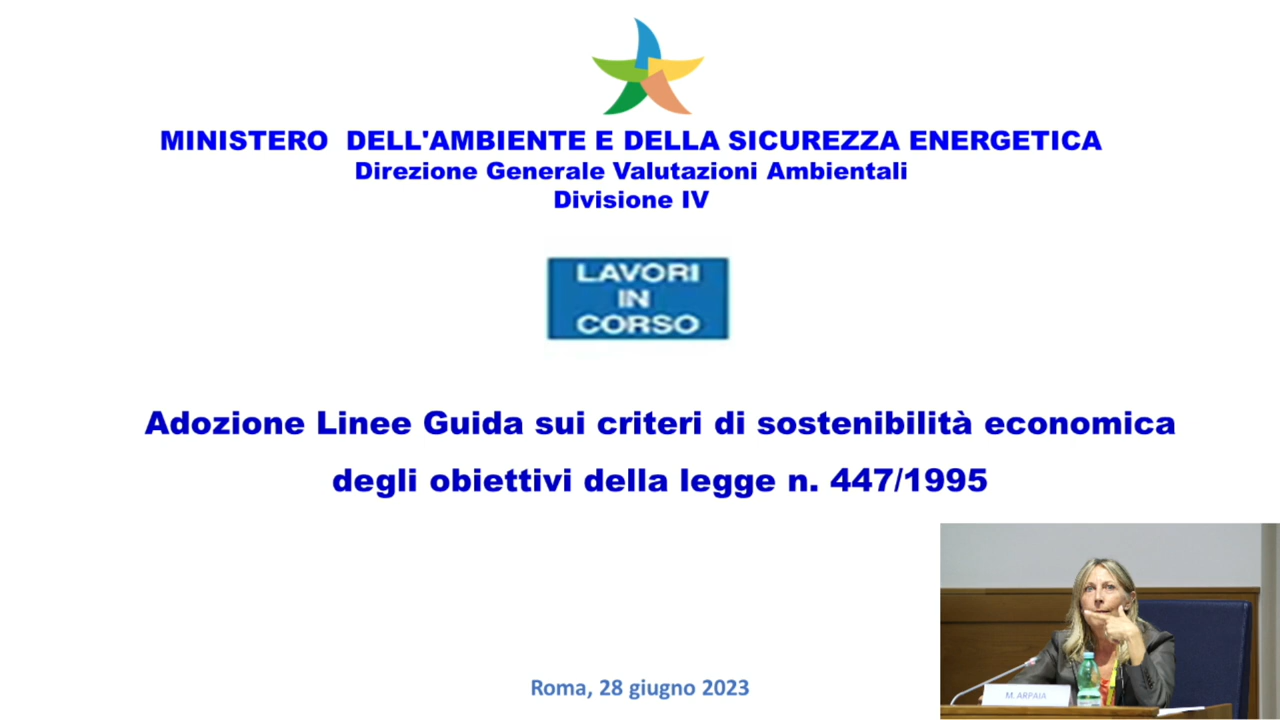 MINISTERO DELL'AMBIENTE E DELLA SICUREZZA ENERGETICA
Direzione Generale Valutazioni Ambientali
Divisione IV
LAVORI
IN
CORSO
Adozione Linee Guida sui criteri di sostenibilità economica
degli obiettivi della legge n. 447/1995
M. ARPAIA
Roma, 28 giugno 2023